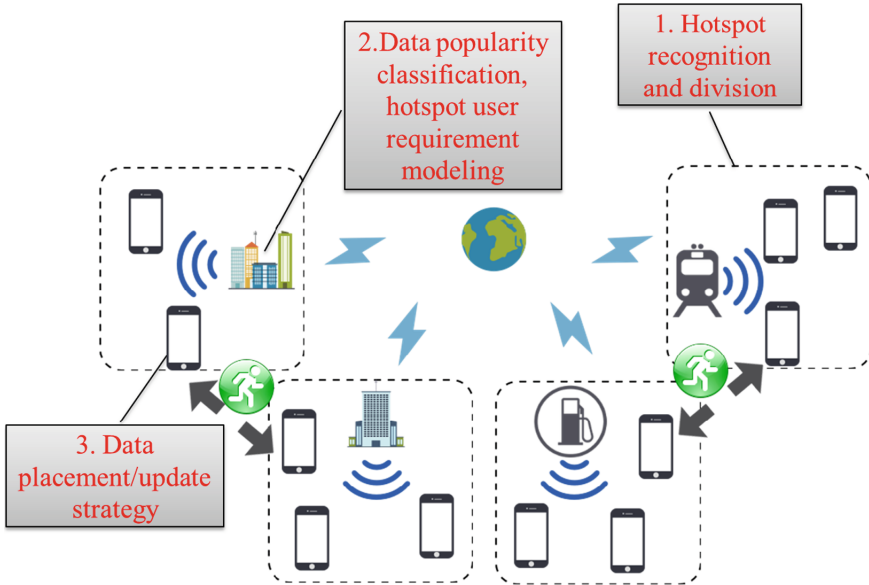 2.Data popularity
classification,
hotspot user
requirement
modeling
1. Hotspot
recognition
and division
3. Data
placement/update
strategy